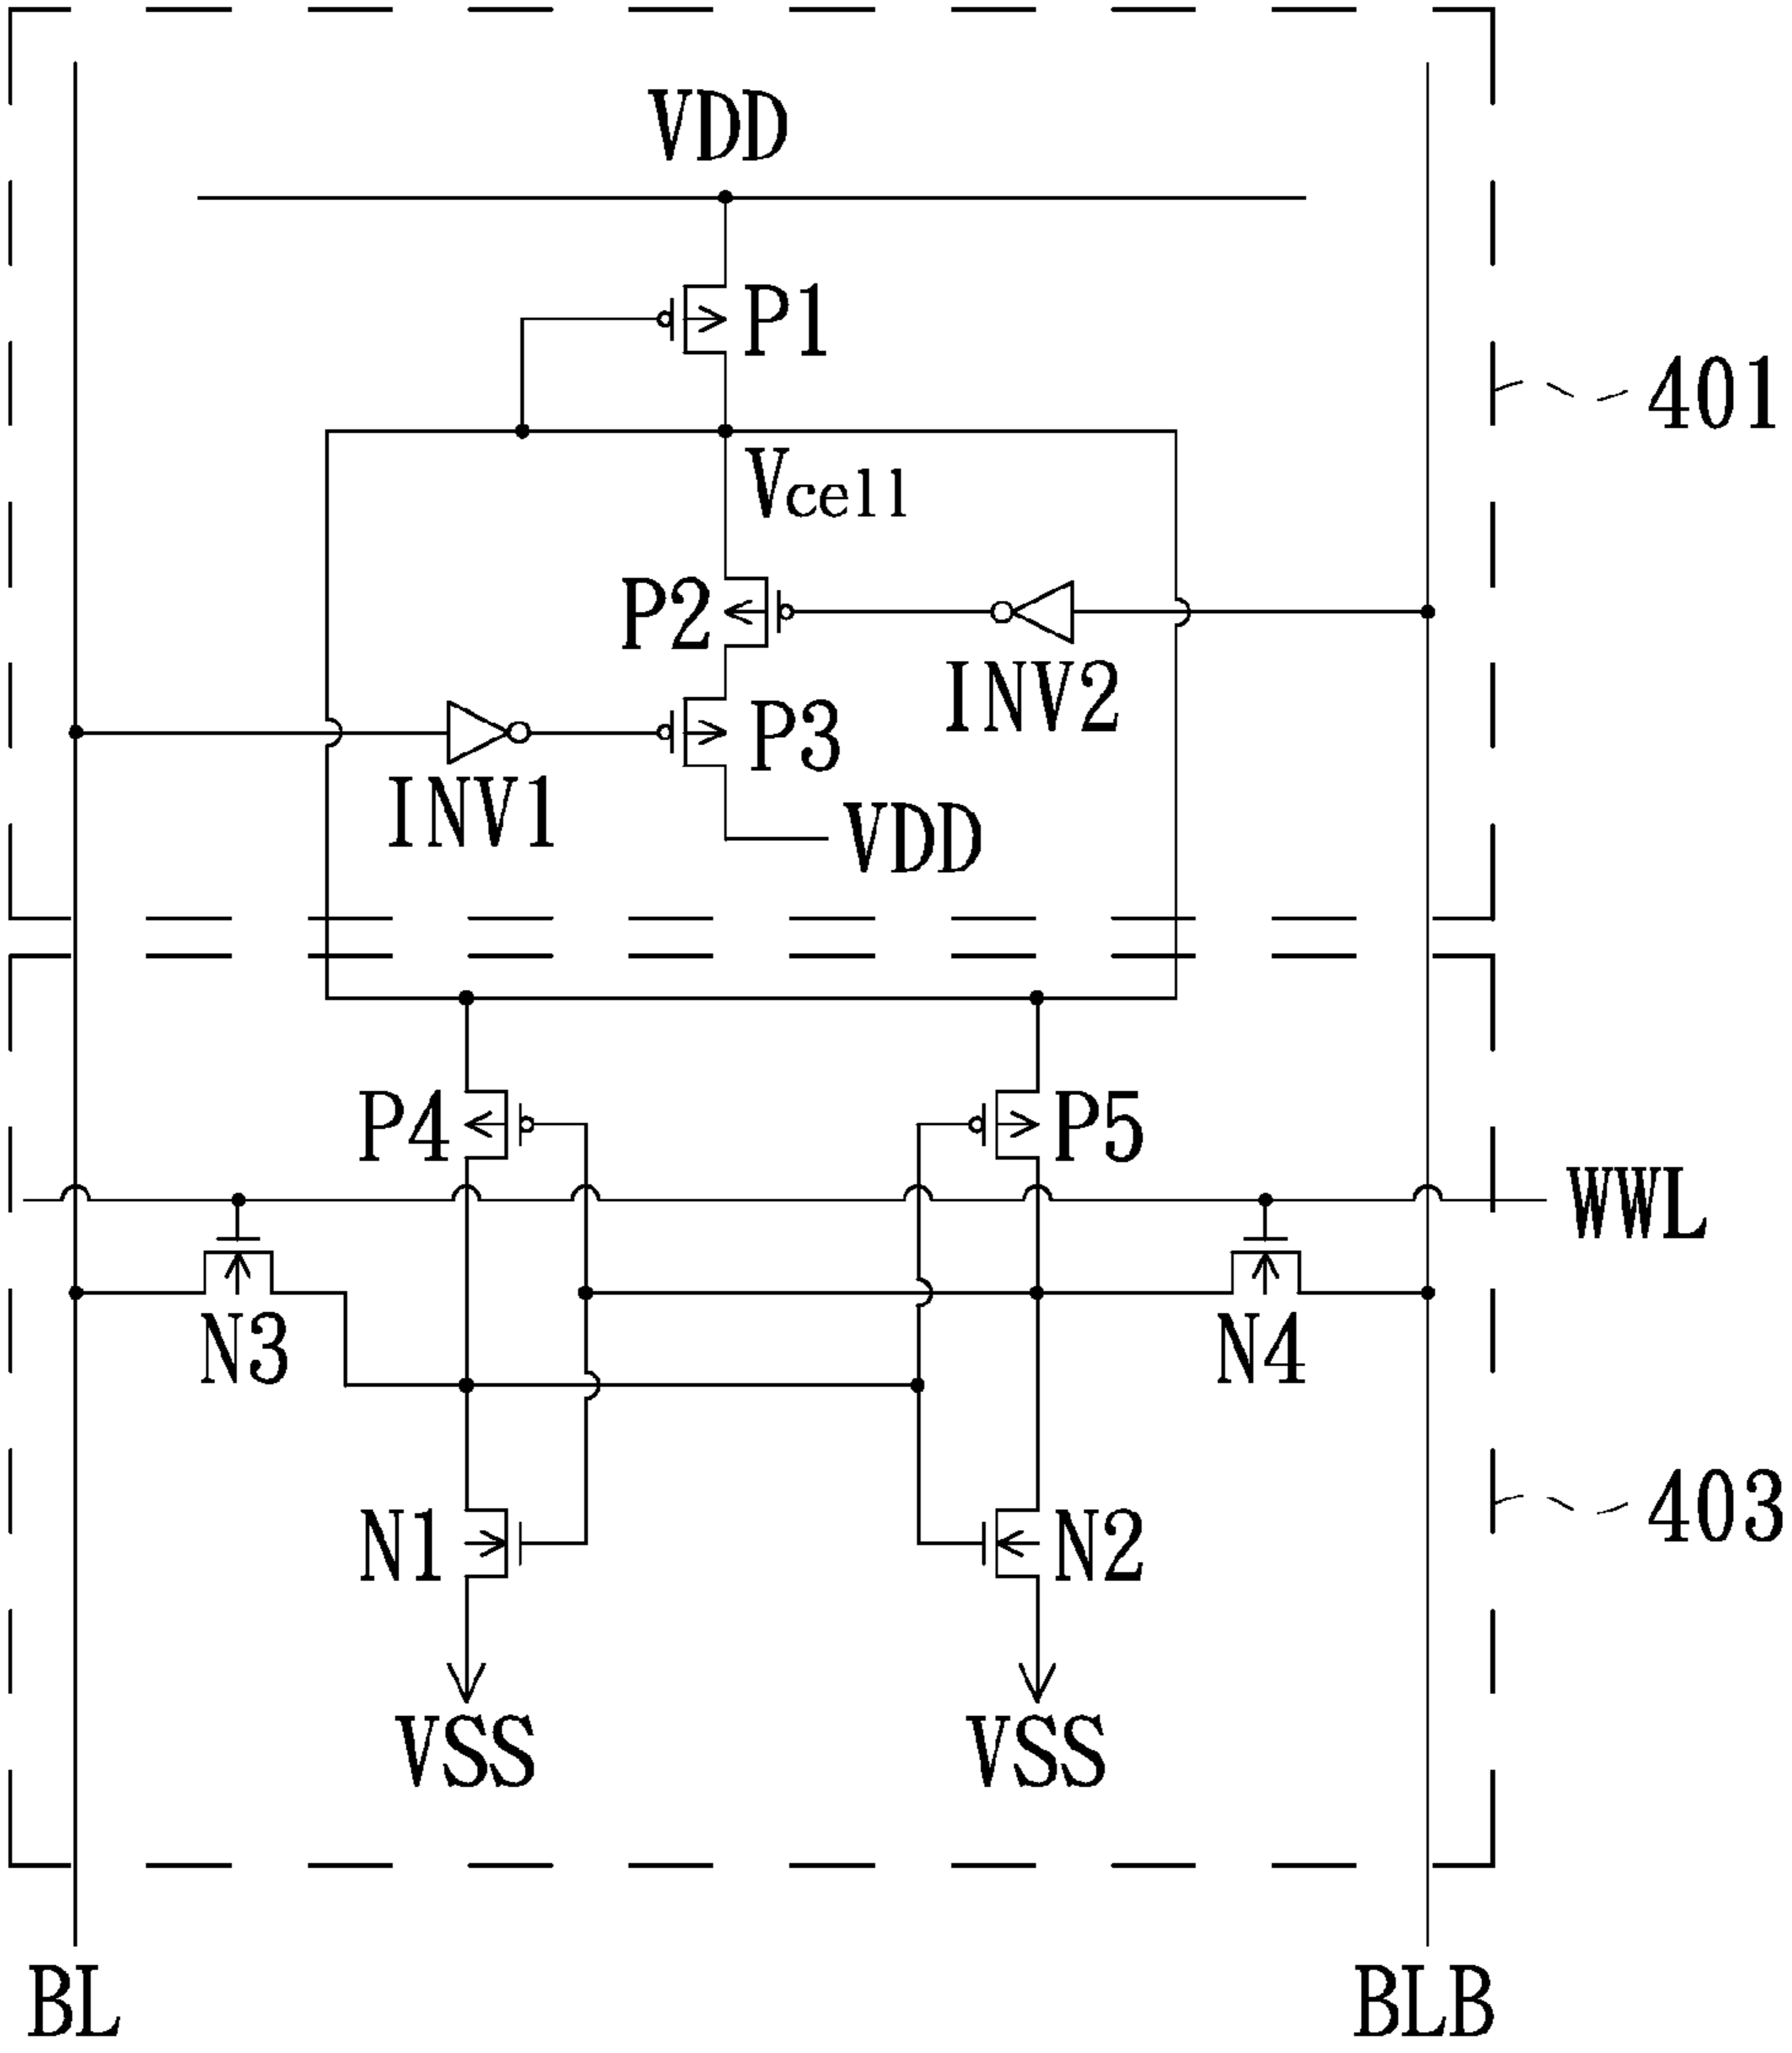 VDD
P1
401
Vcell
P2
INV2
P3
INV1
VDD
P4
P5
WWL
N3
N4
N1
N2
403
VSS
VSS
BL
BLB